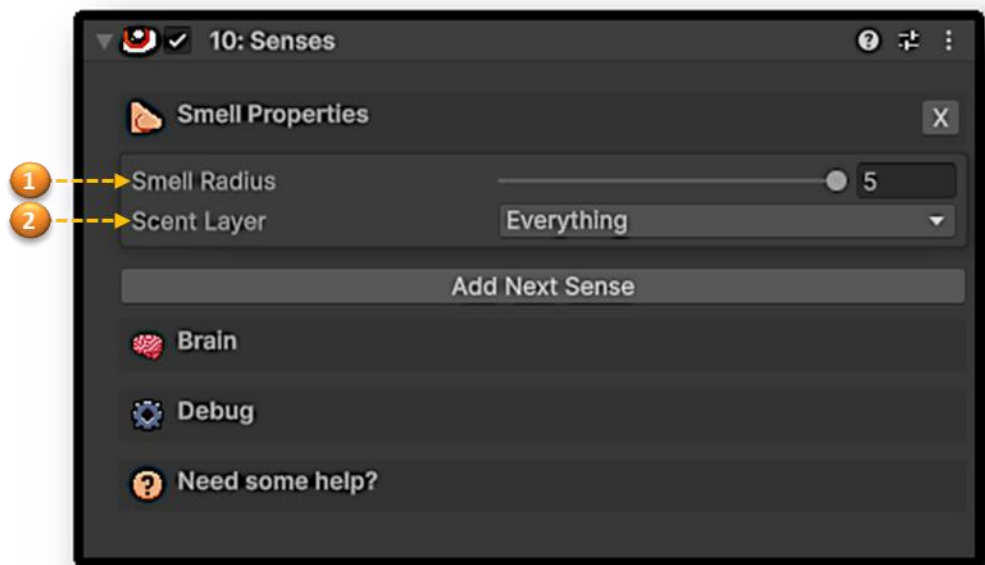 10: Senses
Smell Properties
X
1 Smell Radius 5
2 Scent Layer Everything
Add Next Sense
Brain
Debug
Need some help?